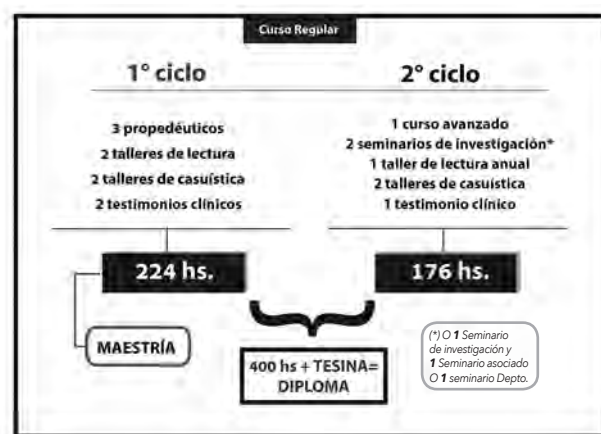 Curso Regular
1° ciclo
2° ciclo
3 propedéuticos
2 talleres de lectura
2 talleres de casuística
2 testimonios clínicos
1 curso avanzado
2 seminarios de investigación*
1 taller de lectura anual
2 talleres de casuística
1 testimonio clínico
224 hs.
176 hs.
MAESTRÍA
400 hs + TESINA=
DIPLOMA
(*) O 1 Seminario
de investigación y
1 Seminario asociado
O 1 seminario Depto.